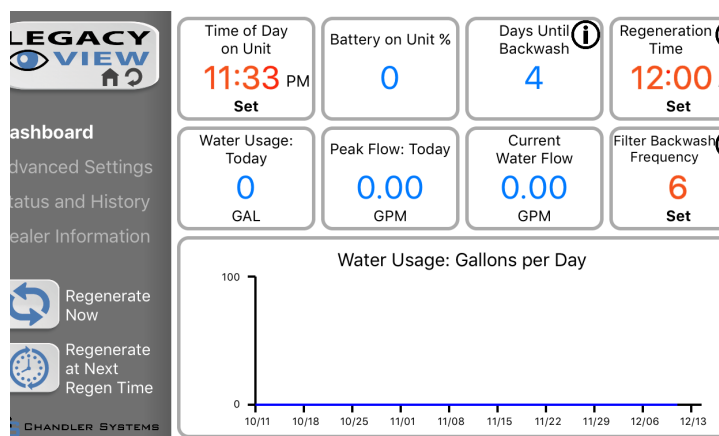 LEGACY
VIEW
ashboard
dvanced Settings
tatus and History
ealer Information
Regenerate
Now
Regenerate
at Next
Regen Time
CHANDLER SYSTEMS
Time of Day
on Unit
11:33 PM
Set
Battery on Unit %
0
Days Until
Backwash
i
4
Regeneration
Time
12:00
Set
Water Usage:
Today
0
GAL
Peak Flow: Today
0.00
GPM
Current
Water Flow
0.00
GPM
Filter Backwash
Frequency
6
Set
Water Usage: Gallons per Day
100
0
10/11 10/18 10/25 11/01 11/08 11/15 11/22 11/29 12/06 12/13